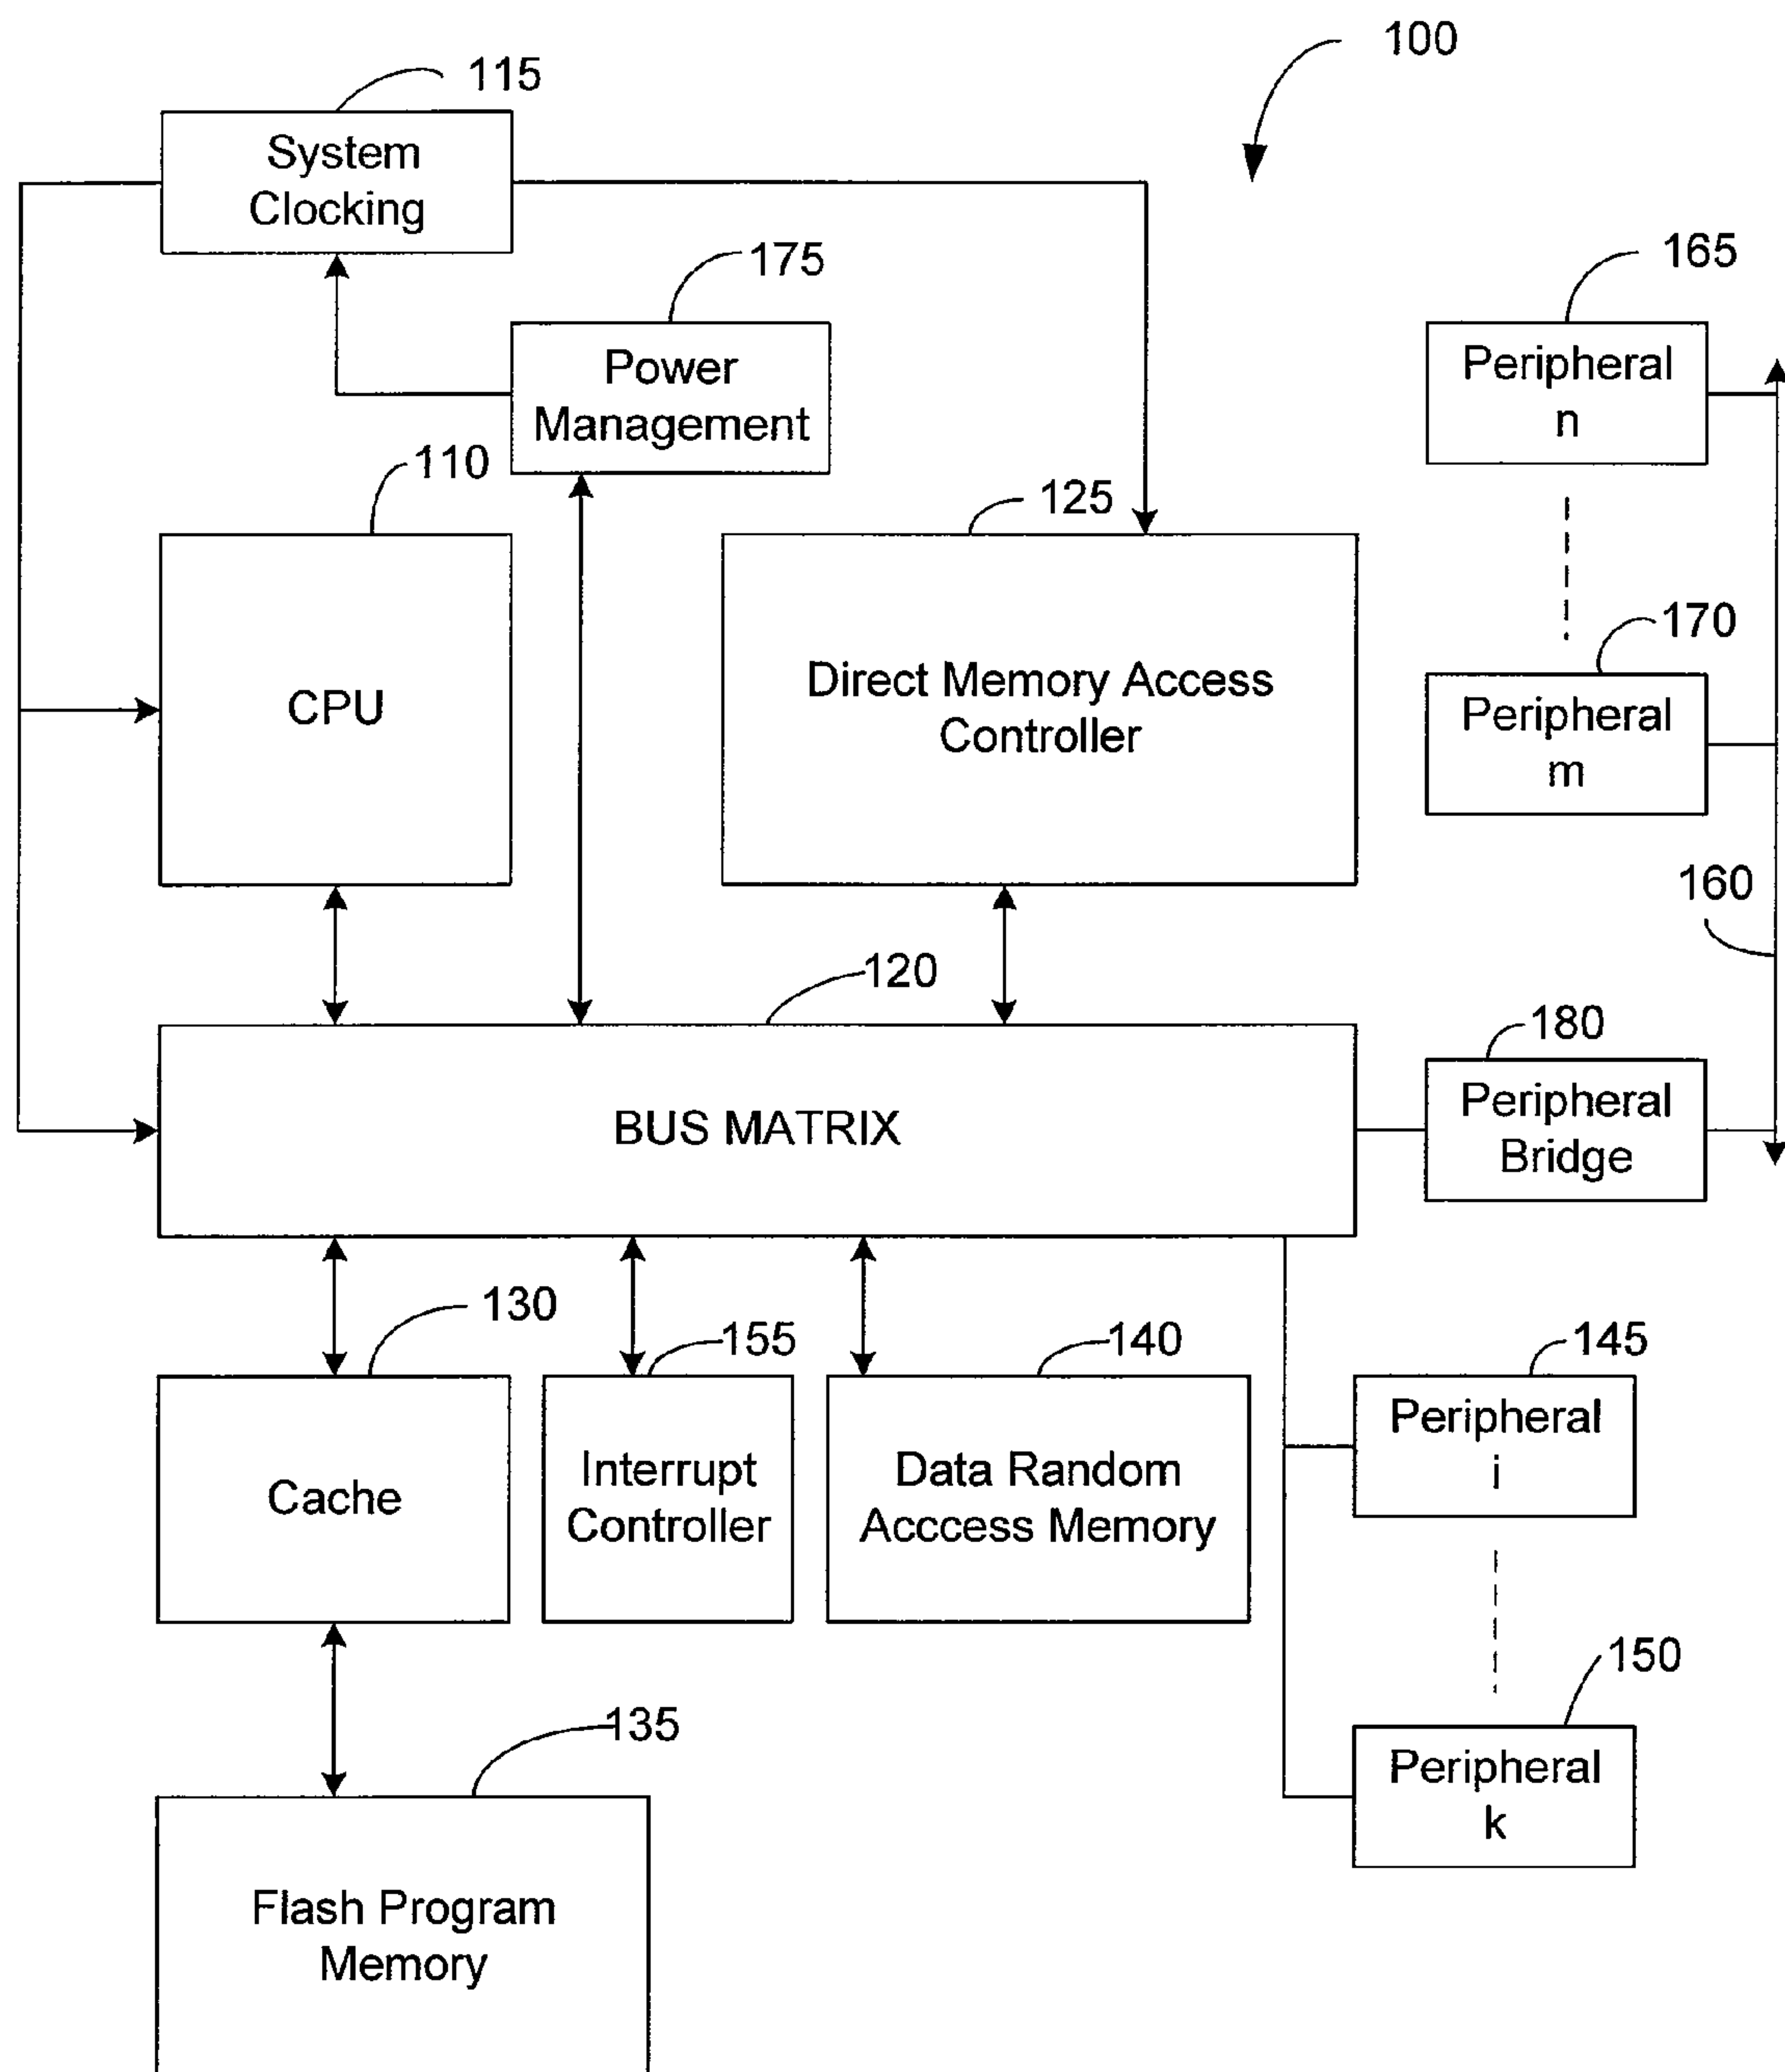 100
115
System
Clocking
175
Power
Management
165
Peripheral
n
110
CPU
125
Direct Memory Access
Controller
170
Peripheral
m
160
120
BUS MATRIX
180
Peripheral
Bridge
130
Cache
155
Interrupt
Controller
140
Data Random
Acccess Memory
145
Peripheral
j
150
Peripheral
k
135
Flash Program
Memory